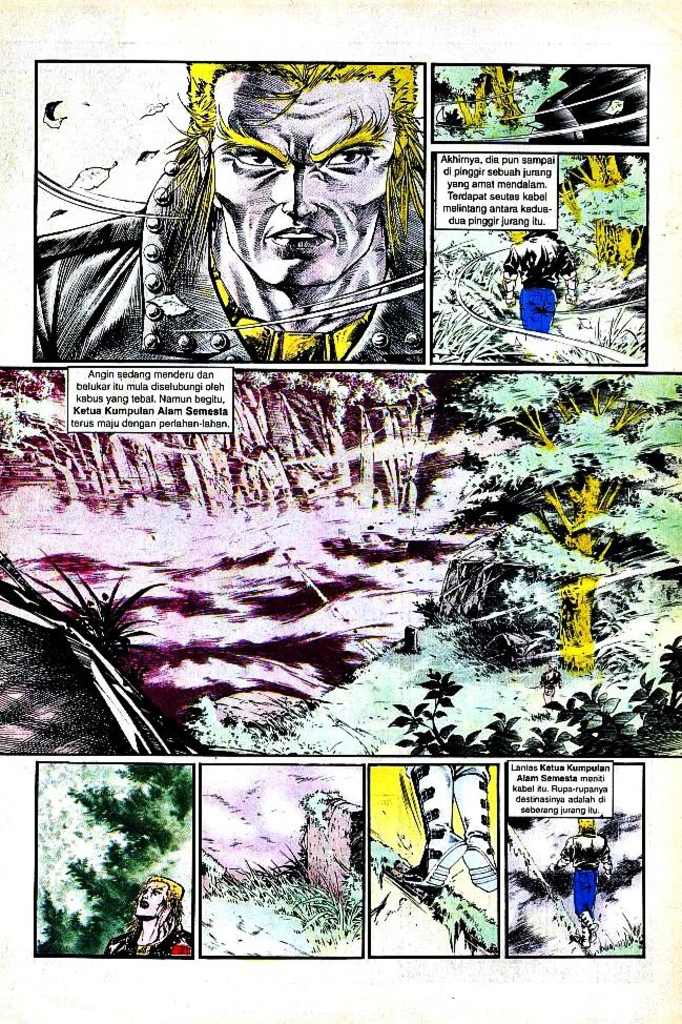 Akhirnya, dia pun sampai
di pinggir sebuah jurang
yang amat mendalam.
Terdapat seutas kabel
melintang antara kedua-
dua pinggir jurang itu.
Angin sedang menderu dan
belukar itu mula diselubungi oleh
kabus yang tebal. Namun begitu,
Ketua Kumpulan Alam Semesta
terus maju dengan perlahan-lahan.
Lantas Ketua Kumpulan
Alam Semesta meniti
kabel itu. Rupa-rupanya
destinasinya adalah di
seberang jurang itu.